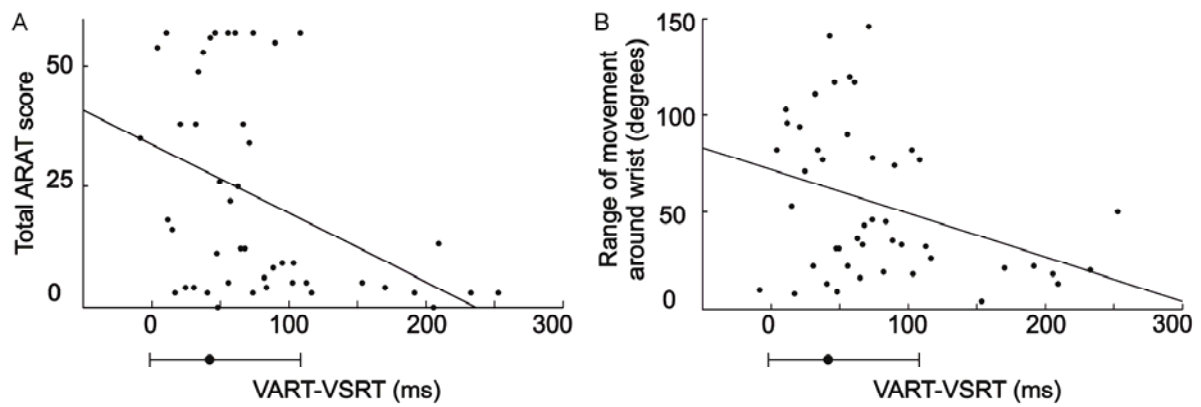 A
Total ARAT score
50
25
0
0
100
200
300
VART-VSRT (ms)
B
Range of movement
around wrist (degrees)
150
100
50
0
0
100
200
300
VART-VSRT (ms)